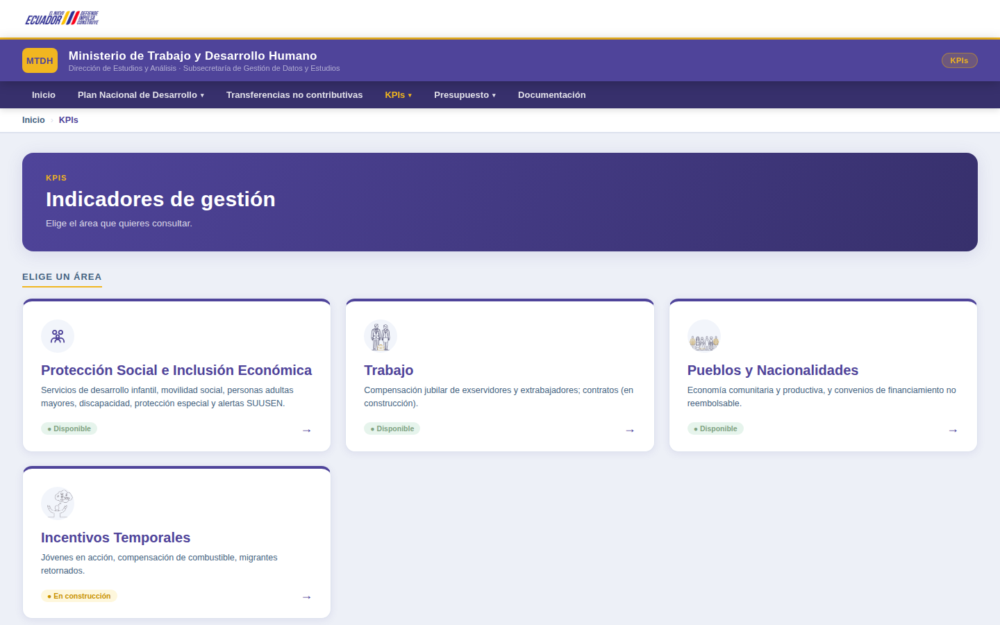 EL NUEVO
ECUADOR
DEFIENDE
IMPULSA
CONSTRUYE
MTDH
Ministerio de Trabajo y Desarrollo Humano
Dirección de Estudios y Análisis · Subsecretaría de Gestión de Datos y Estudios
KPIs
Inicio
Plan Nacional de Desarrollo ▾
Transferencias no contributivas
KPIs ▾
Presupuesto ▾
Documentación
Inicio › KPIs
KPIS
Indicadores de gestión
Elige el área que quieres consultar.
ELIGE UN ÁREA
Protección Social e Inclusión Económica
Servicios de desarrollo infantil, movilidad social, personas adultas
mayores, discapacidad, protección especial y alertas SUUSEN.
● Disponible →
Trabajo
Compensación jubilar de exservidores y extrabajadores; contratos (en
construcción).
● Disponible →
Pueblos y Nacionalidades
Economía comunitaria y productiva, y convenios de financiamiento no
reembolsable.
● Disponible →
Incentivos Temporales
Jóvenes en acción, compensación de combustible, migrantes
retornados.
● En construcción →